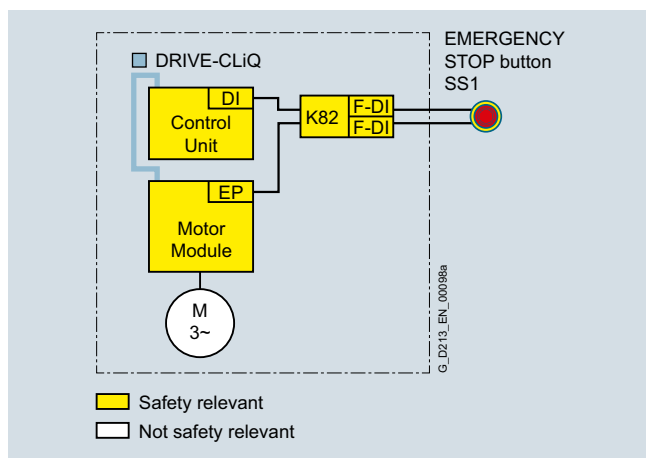 DRIVE-CLiQ
EMERGENCY
STOP button
SS1
DI
Control
Unit
K82
F-DI
F-DI
EP
Motor
Module
M
3~
G_D213_EN_00098a
Safety relevant
Not safety relevant